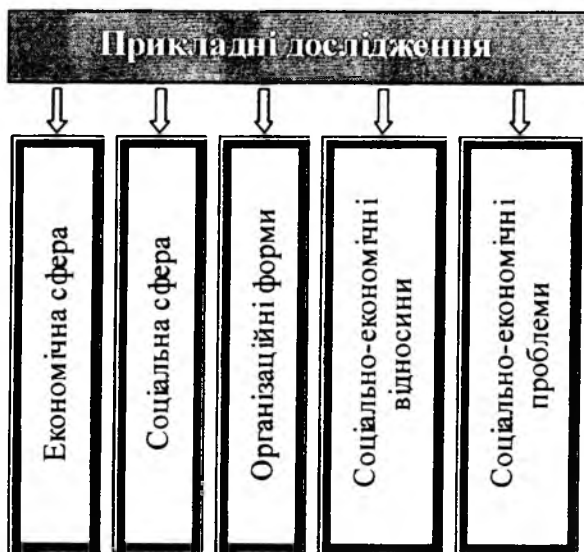 Прикладні дослідження
Економічна сфера
Соціальна сфера
Організаційні форми
Соціально-економічні
відносини
Соціально-економічні
проблеми